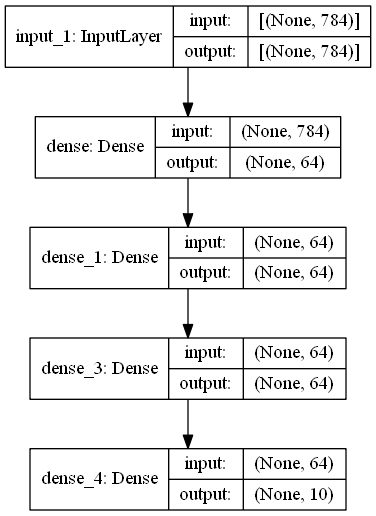 input_1: InputLayer input: [(None, 784)]
output: [(None, 784)]
dense: Dense input: (None, 784)
output: (None, 64)
dense_1: Dense input: (None, 64)
output: (None, 64)
dense_3: Dense input: (None, 64)
output: (None, 64)
dense_4: Dense input: (None, 64)
output: (None, 10)